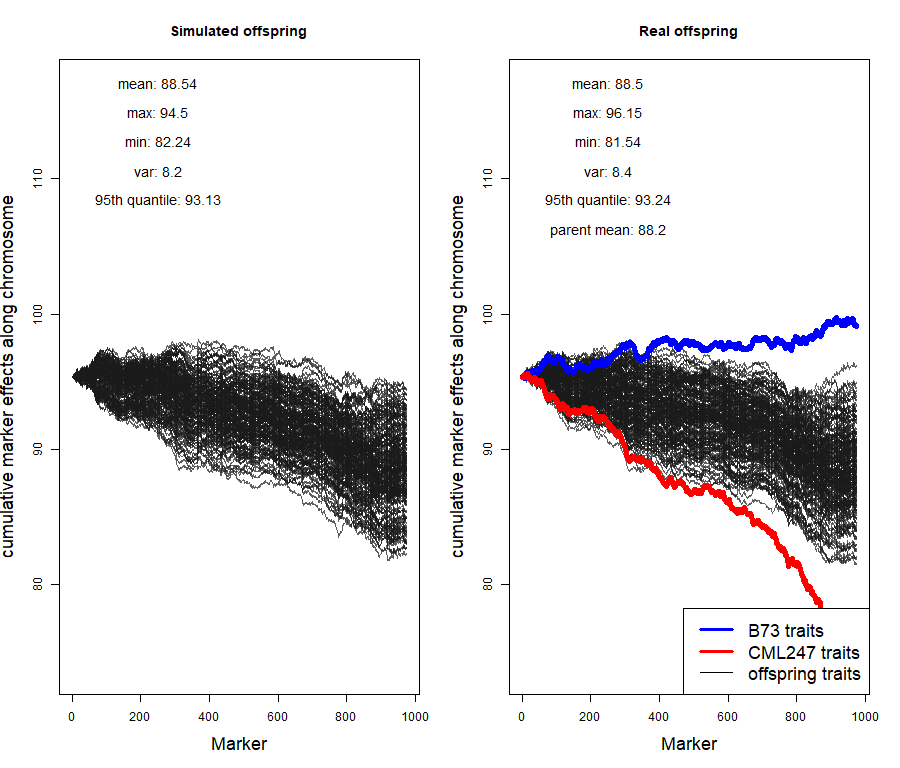 Simulated offspring
mean: 88.54
max: 94.5
min: 82.24
var: 8.2
95th quantile: 93.13
cumulative marker effects along chromosome
110
100
90
80
0 200 400 600 800 1000
Marker
Real offspring
mean: 88.5
max: 96.15
min: 81.54
var: 8.4
95th quantile: 93.24
parent mean: 88.2
cumulative marker effects along chromosome
110
100
90
80
B73 traits
CML247 traits
offspring traits
0 200 400 600 800 1000
Marker